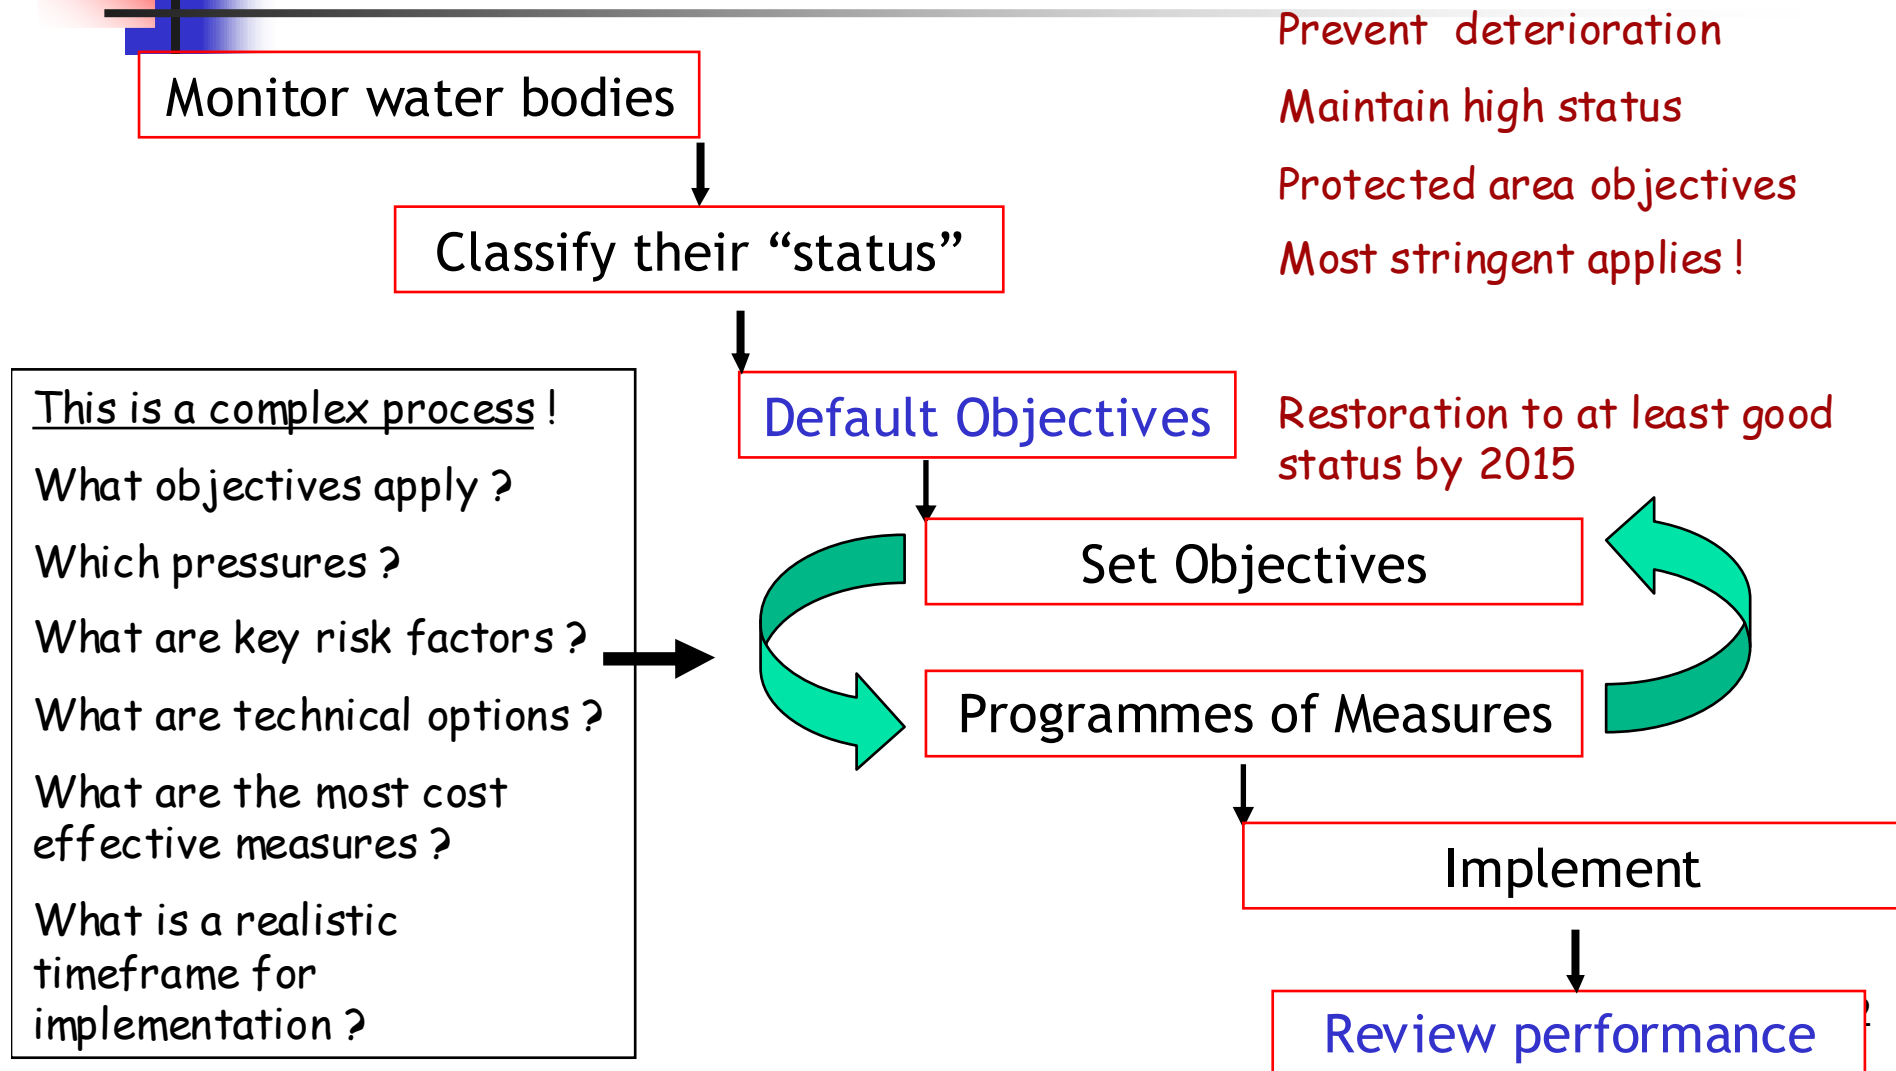 Prevent deterioration
Monitor water bodies
Maintain high status
Protected area objectives
Classify their “status”
Most stringent applies !
Default Objectives
Restoration to at least good
status by 2015
This is a complex process !
What objectives apply ?
Which pressures ?
What are key risk factors ?
What are technical options ?
What are the most cost
effective measures ?
What is a realistic
timeframe for
implementation ?
Set Objectives
Programmes of Measures
Implement
Review performance